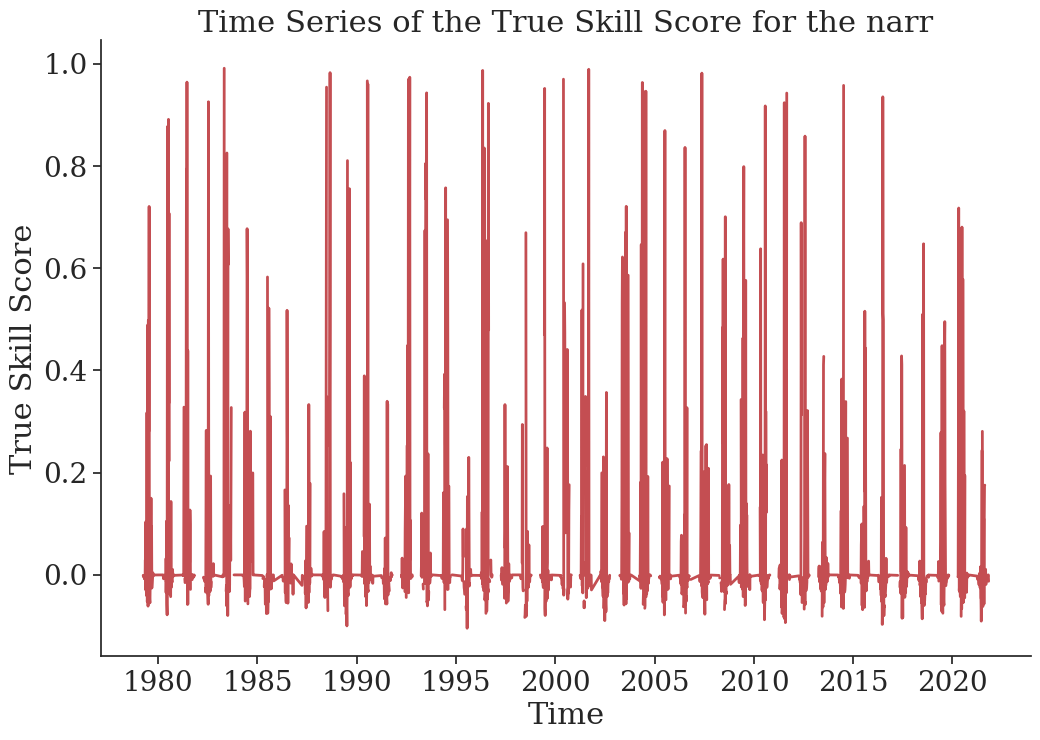 Time Series of the True Skill Score for the narr
True Skill Score
1.0
0.8
0.6
0.4
0.2
0.0
1980 1985 1990 1995 2000 2005 2010 2015 2020
Time